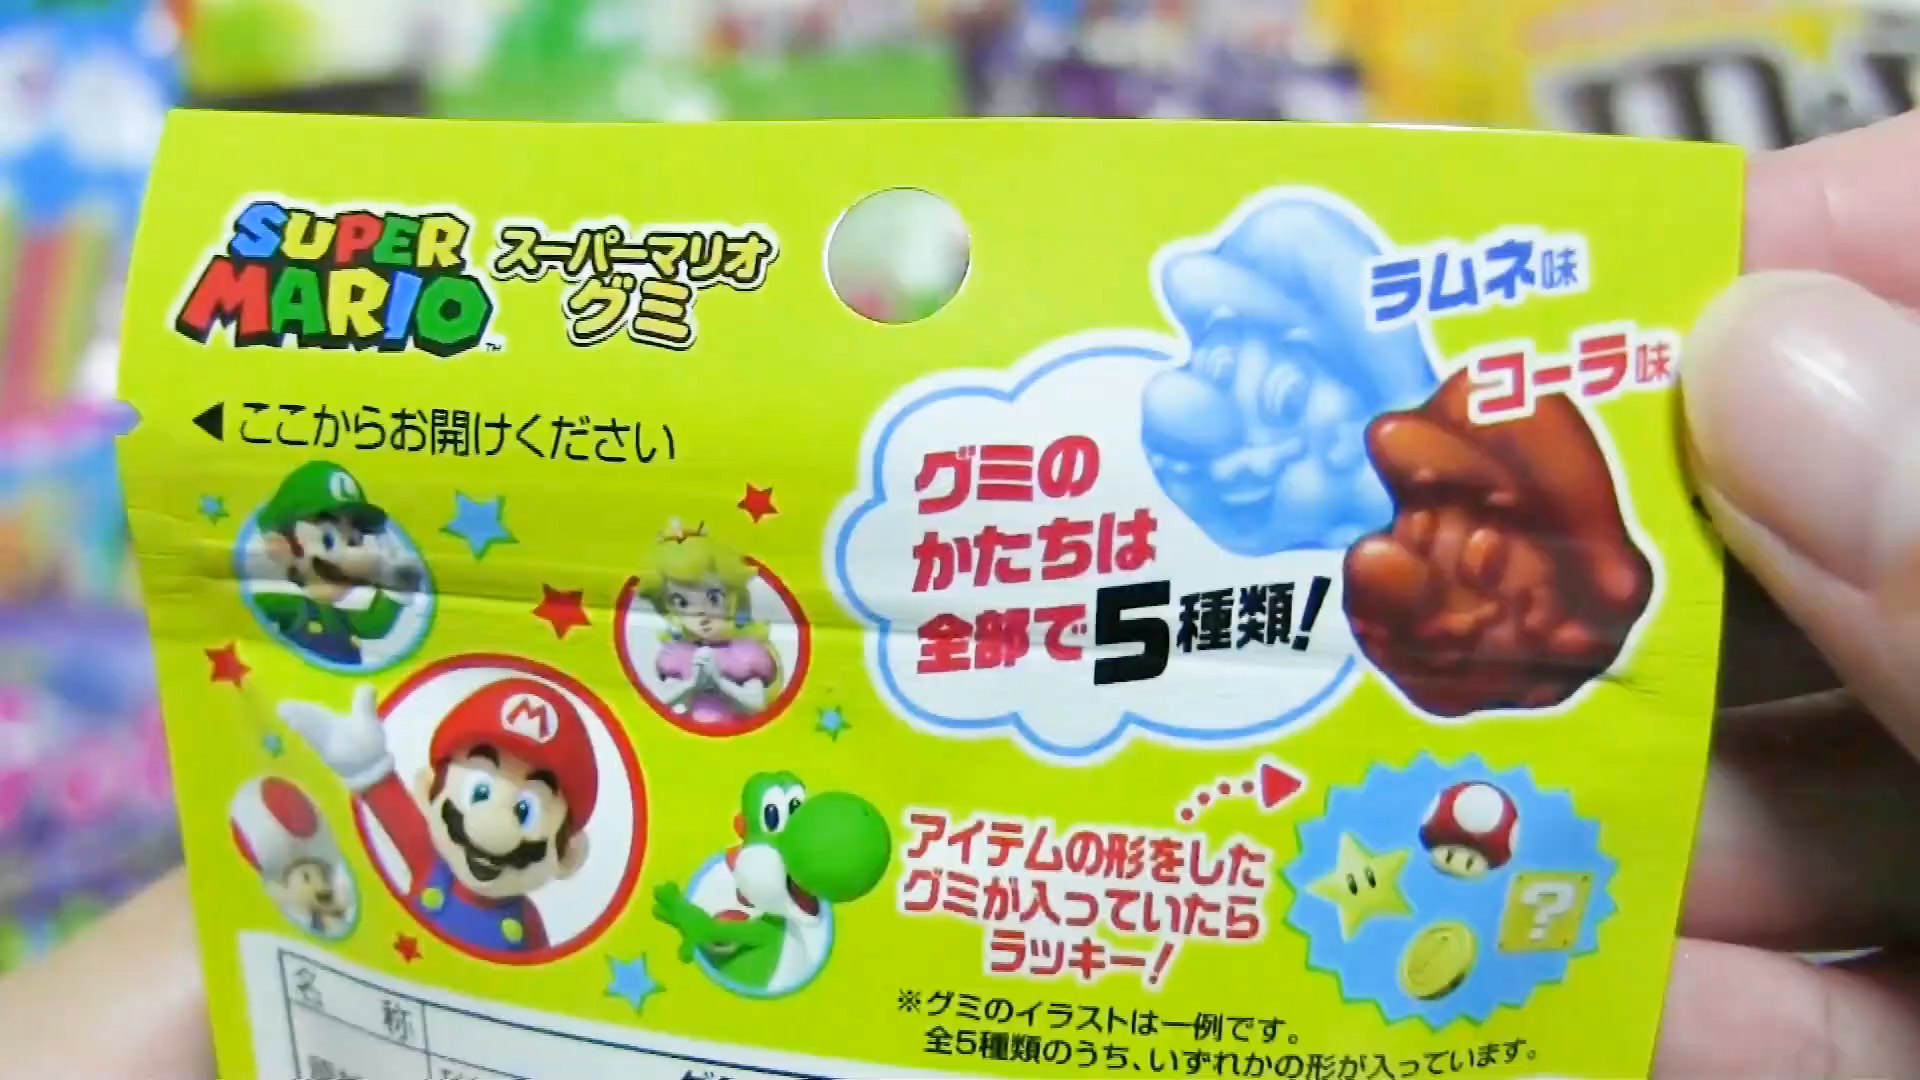 SUPER
MARIO™
スーパーマリオ
グミ
◀ここからお開けください
ラムネ味
コーラ味
グミの
かたちは
全部で5種類!
アイテムの形をした
グミが入っていたら
ラッキー!
※グミのイラストは一例です。
全5種類のうち、いずれかの形が入っています。
名 称
L
M
?